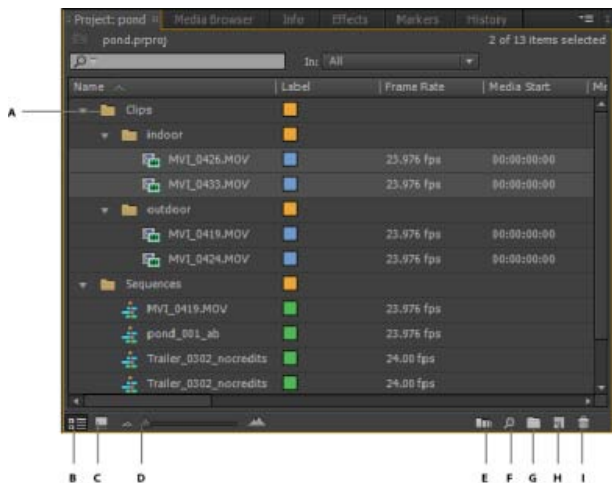 Project: pond Media Browser Info Effects Markers History
pond.prproj 2 of 13 items selected
In: All
Name Label Frame Rate Media Start Me
A Clips
indoor
MVI_0426.MOV 23.976 fps 00:00:00:00
MVI_0433.MOV 23.976 fps 00:00:00:00
outdoor
MVI_0419.MOV 23.976 fps 00:00:00:00
MVI_0424.MOV 23.976 fps 00:00:00:00
Sequences
MVI_0419.MOV 23.976 fps
pond_001_ab 23.976 fps
Trailer_0302_nocredits 24.00 fps
Trailer_0302_nocredits 24.00 fps
B C D E F G H I